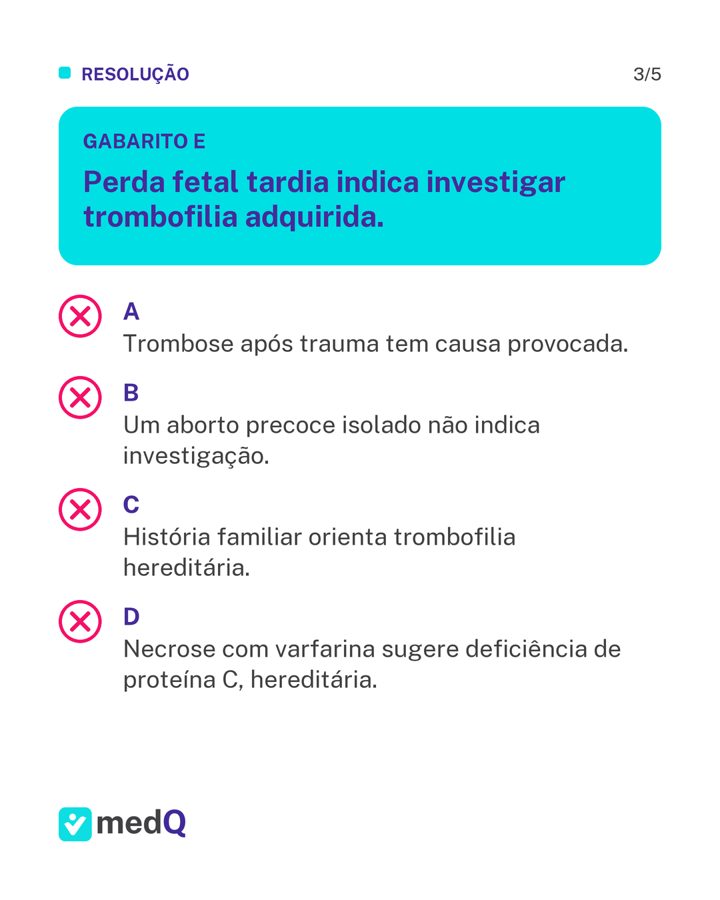 RESOLUÇÃO
3/5
GABARITO E
Perda fetal tardia indica investigar
trombofilia adquirida.
A
Trombose após trauma tem causa provocada.
B
Um aborto precoce isolado não indica
investigação.
C
História familiar orienta trombofilia
hereditária.
D
Necrose com varfarina sugere deficiência de
proteína C, hereditária.
medQ